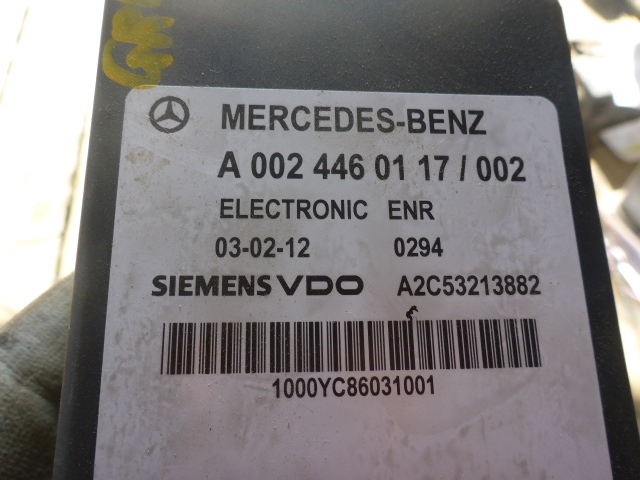 MERCEDES-BENZ
A 002 446 01 17 / 002
ELECTRONIC ENR
03-02-12 0294
SIEMENS VDO A2C53213882
1000YC86031001